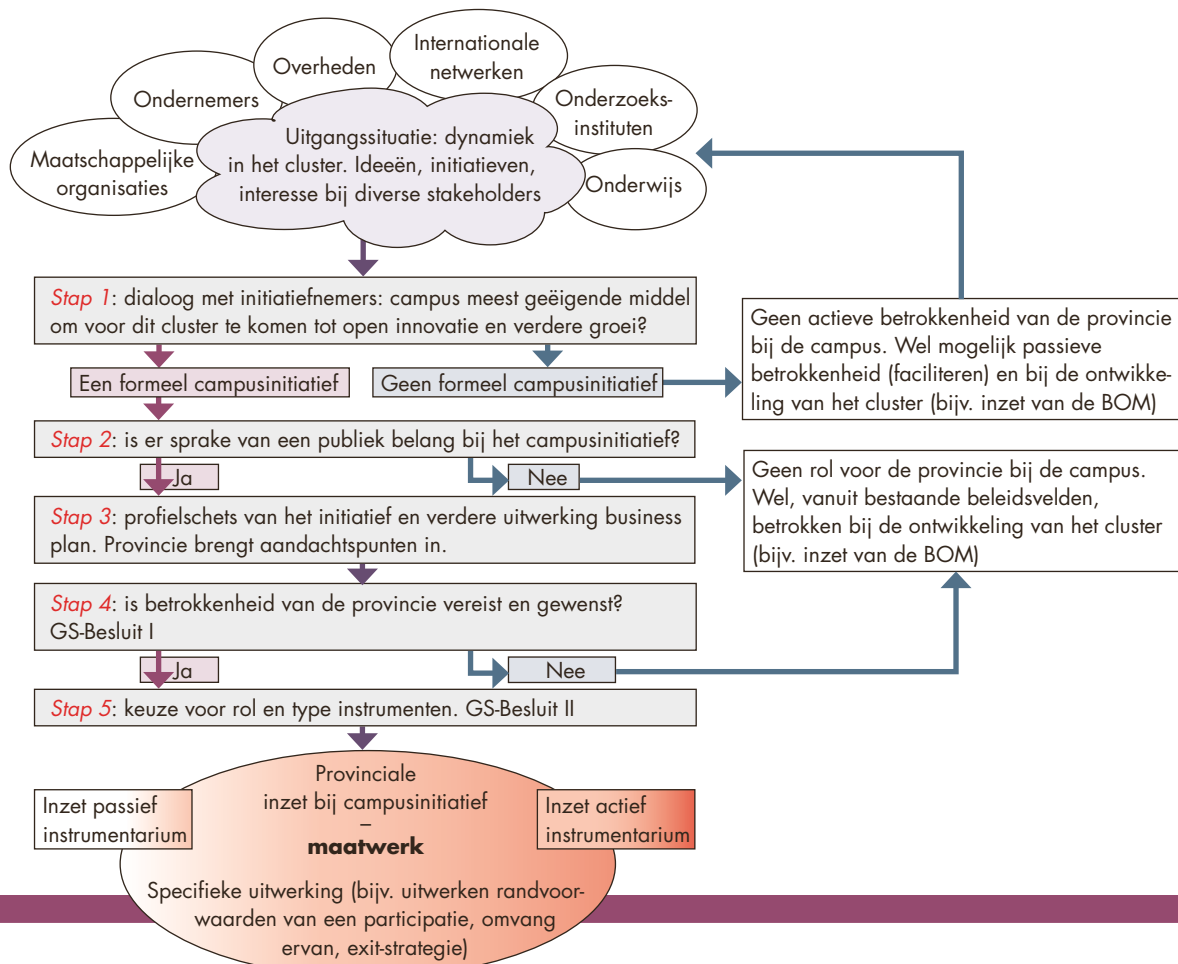 Internationale
netwerken
Overheden
Ondernemers
Onderzoeks-
instituten
Maatschappelijke
organisaties
Onderwijs
Uitgangssituatie: dynamiek
in het cluster. Ideeën, initiatieven,
interesse bij diverse stakeholders
Stap 1: dialoog met initiatiefnemers: campus meest geëigende middel
om voor dit cluster te komen tot open innovatie en verdere groei?
Een formeel campusinitiatief
Geen formeel campusinitiatief
Geen actieve betrokkenheid van de provincie
bij de campus. Wel mogelijk passieve
betrokkenheid (faciliteren) en bij de ontwikke-
ling van het cluster (bijv. inzet van de BOM)
Stap 2: is er sprake van een publiek belang bij het campusinitiatief?
Ja
Nee
Geen rol voor de provincie bij de campus.
Wel, vanuit bestaande beleidsvelden,
betrokken bij de ontwikkeling van het cluster
(bijv. inzet van de BOM)
Stap 3: profielschets van het initiatief en verdere uitwerking business
plan. Provincie brengt aandachtspunten in.
Stap 4: is betrokkenheid van de provincie vereist en gewenst?
GS-Besluit I
Ja
Nee
Stap 5: keuze voor rol en type instrumenten. GS-Besluit II
Inzet passief
instrumentarium
Provinciale
inzet bij campusinitiatief
–
maatwerk
Specifieke uitwerking (bijv. uitwerken randvoor-
waarden van een participatie, omvang
ervan, exit-strategie)
Inzet actief
instrumentarium